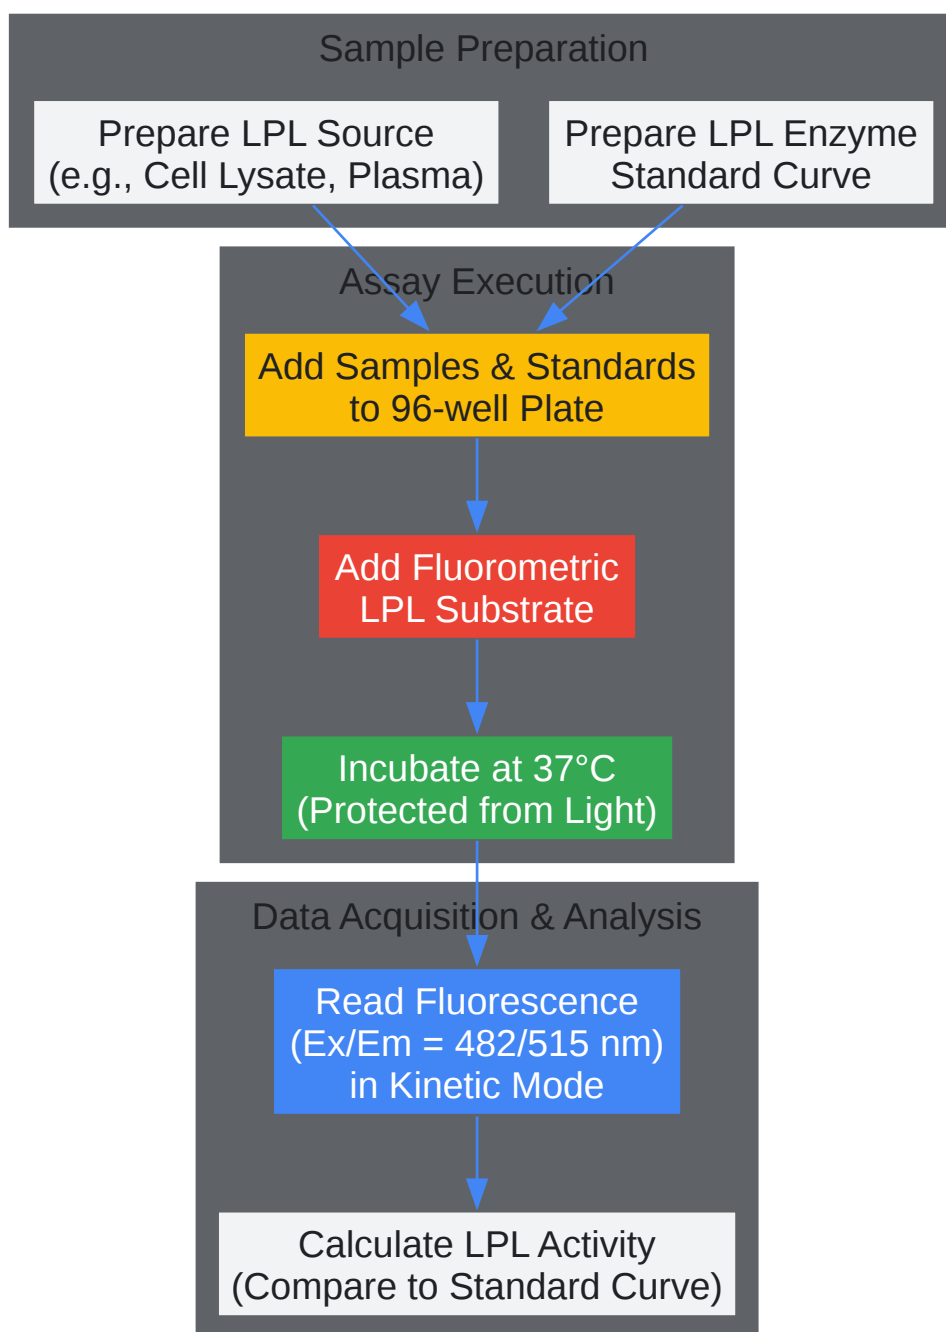 Sample Preparation
Prepare LPL Source
(e.g., Cell Lysate, Plasma)
Prepare LPL Enzyme
Standard Curve
Assay Execution
Add Samples & Standards
to 96-well Plate
Add Fluorometric
LPL Substrate
Incubate at 37°C
(Protected from Light)
Data Acquisition & Analysis
Read Fluorescence
(Ex/Em = 482/515 nm)
in Kinetic Mode
Calculate LPL Activity
(Compare to Standard Curve)